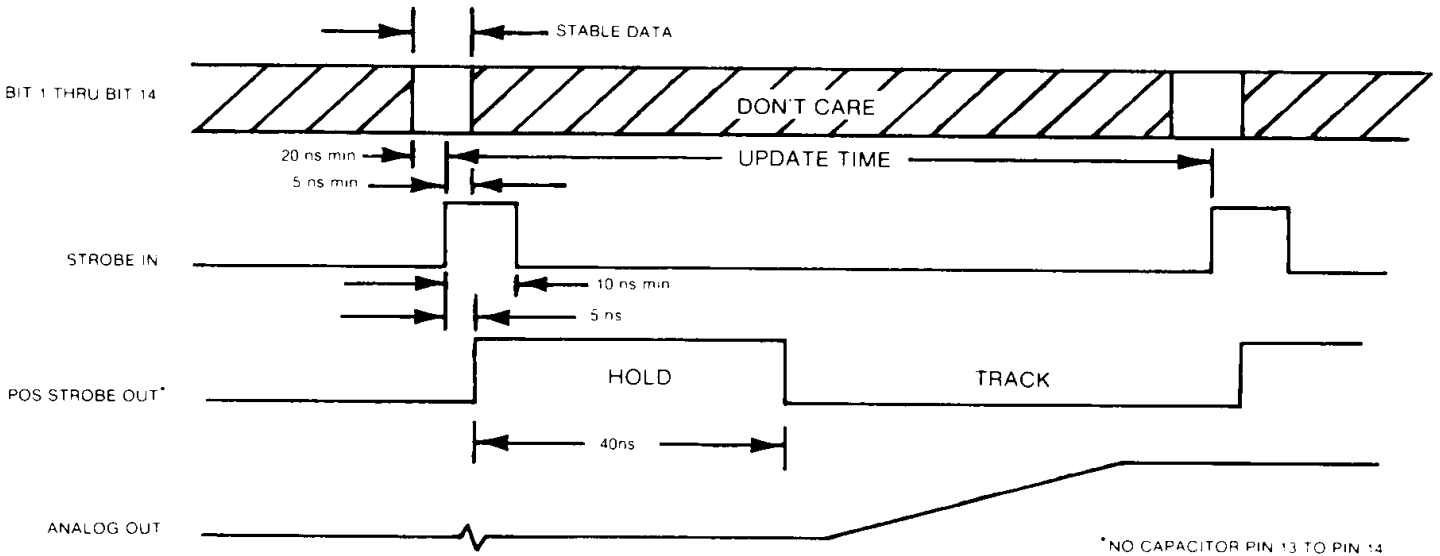 STABLE DATA
BIT 1 THRU BIT 14
DON'T CARE
20 ns min
UPDATE TIME
5 ns min
STROBE IN
10 ns min
5 ns
HOLD
TRACK
POS STROBE OUT*
40ns
ANALOG OUT
*NO CAPACITOR PIN 13 TO PIN 14